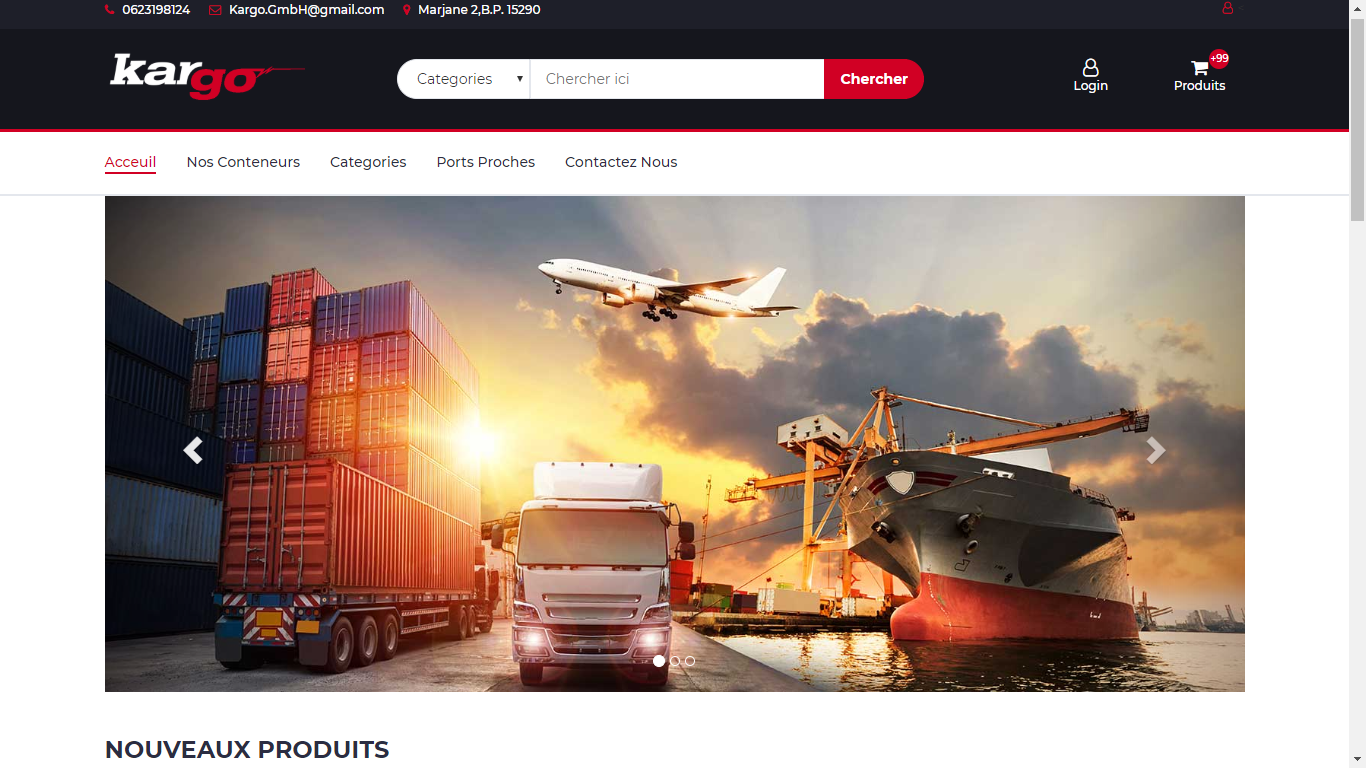 0623198124 Kargo.GmbH@gmail.com Marjane 2,B.P. 15290
kargo
Categories Chercher ici Chercher
Login
+99
Produits
Acceuil Nos Conteneurs Categories Ports Proches Contactez Nous
NOUVEAUX PRODUITS